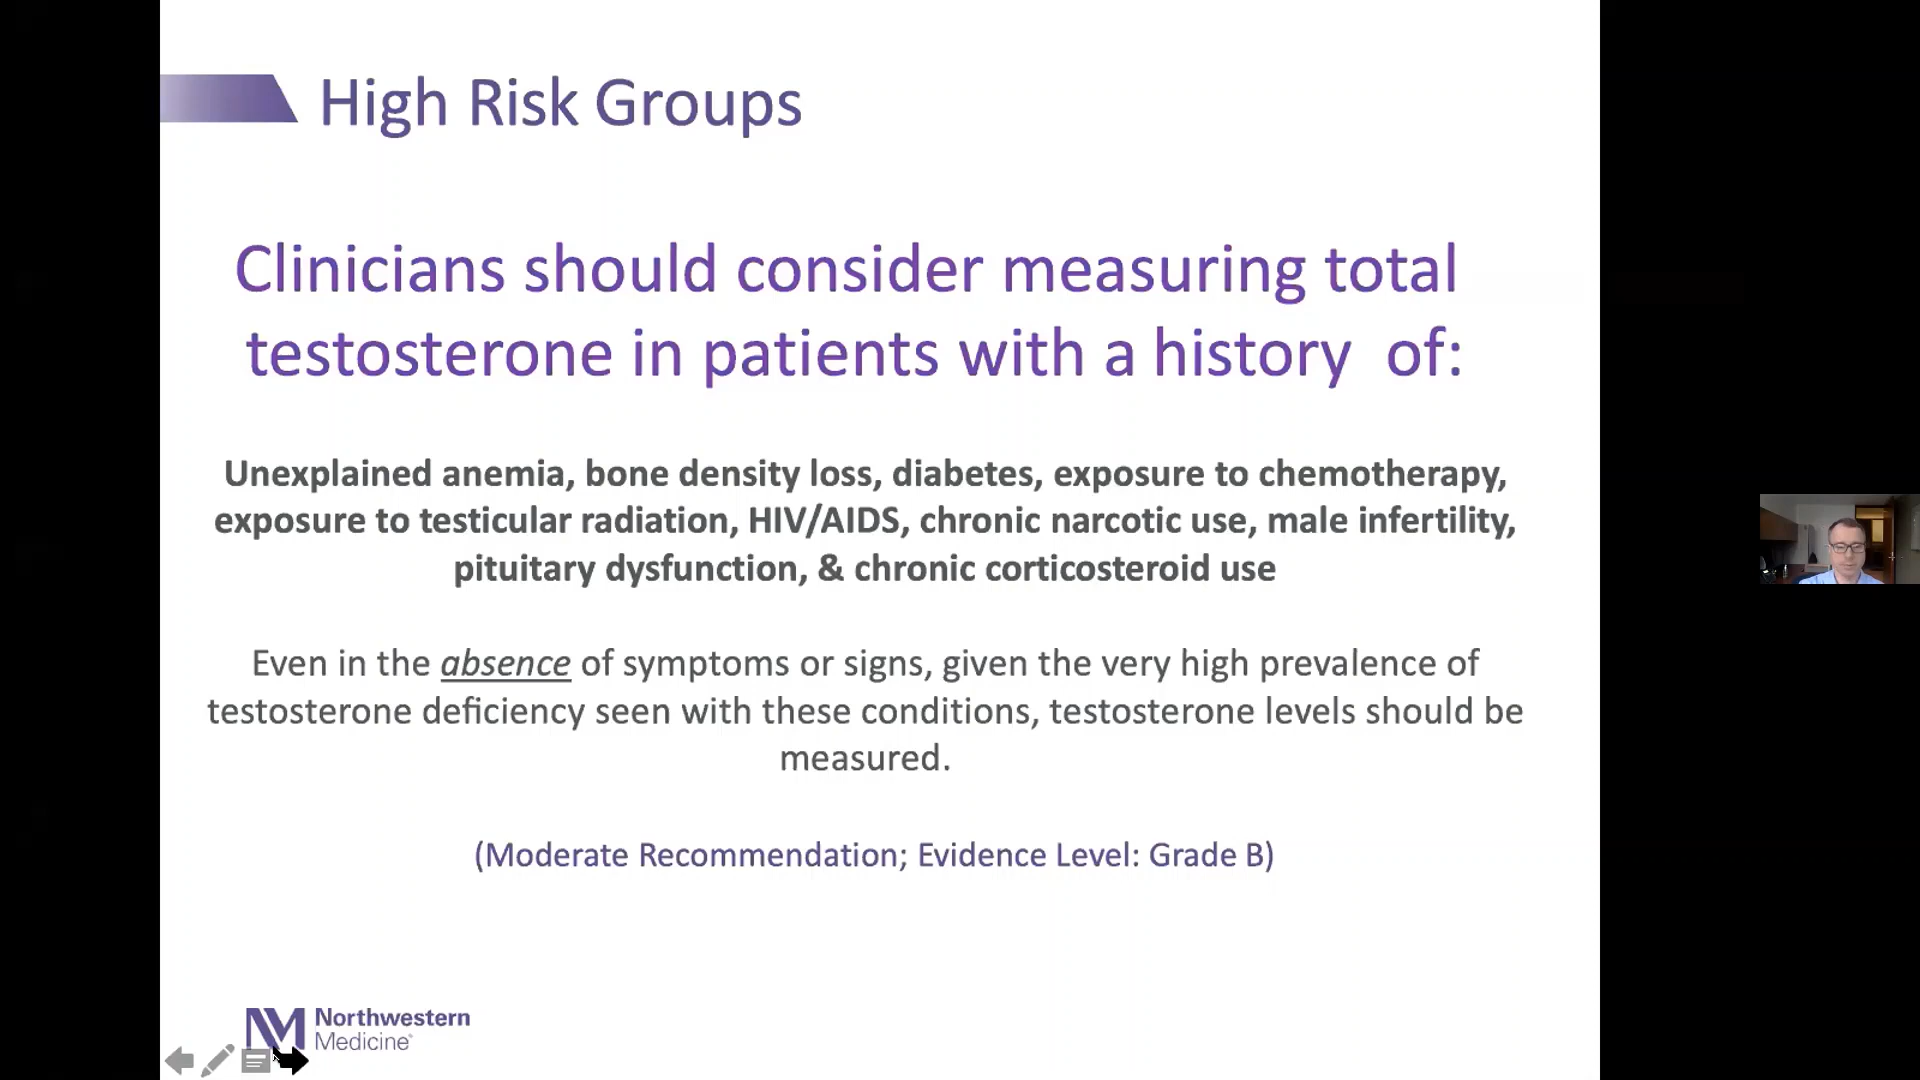 High Risk Groups
Clinicians should consider measuring total
testosterone in patients with a history  of:
Unexplained anemia, bone density loss, diabetes, exposure to chemotherapy,
exposure to testicular radiation, HIV/AIDS, chronic narcotic use, male infertility,
pituitary dysfunction, & chronic corticosteroid use
Even in the absence of symptoms or signs, given the very high prevalence of
testosterone deficiency seen with these conditions, testosterone levels should be
measured.
(Moderate Recommendation; Evidence Level: Grade B)
NM Northwestern
Medicine®